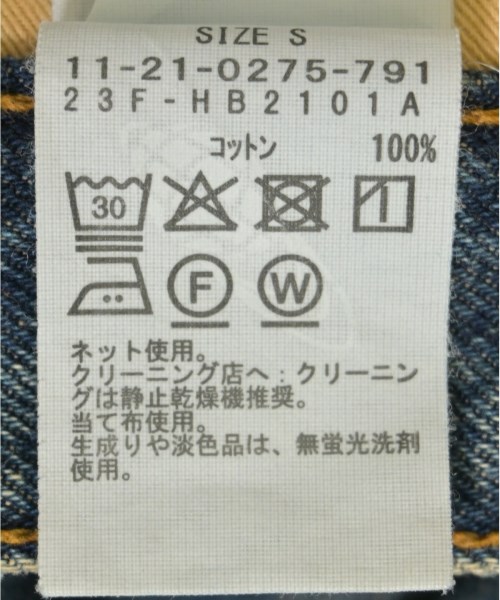 SIZE S
11-21-0275-791
23F-HB2101A
コットン 100%
30
F W
ネット使用。
クリーニング店へ：クリーニン
グは静止乾燥機推奨。
当て布使用。
生成りや淡色品は、無蛍光洗剤
使用。